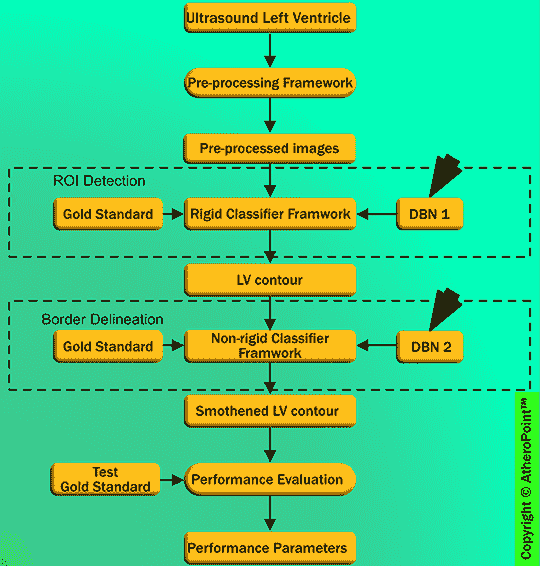 Ultrasound Left Ventricle
Pre-processing Framework
Pre-processed images
ROI Detection
Gold Standard
Rigid Classifier Framwork
DBN 1
LV contour
Border Delineation
Gold Standard
Non-rigid Classifier
Framwork
DBN 2
Smothened LV contour
Test
Gold Standard
Performance Evaluation
Performance Parameters
Copyright © AtheroPoint™